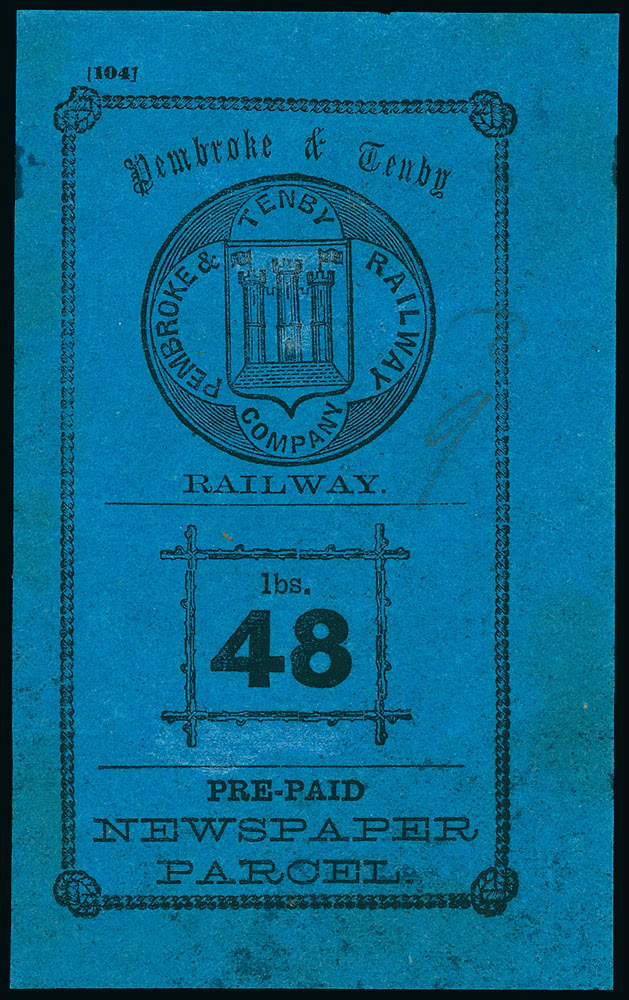 [104]
Pembroke & Tenby
PEMBROKE & TENBY RAILWAY COMPANY
RAILWAY.
lbs.
48
PRE-PAID
NEWSPAPER
PARCEL.